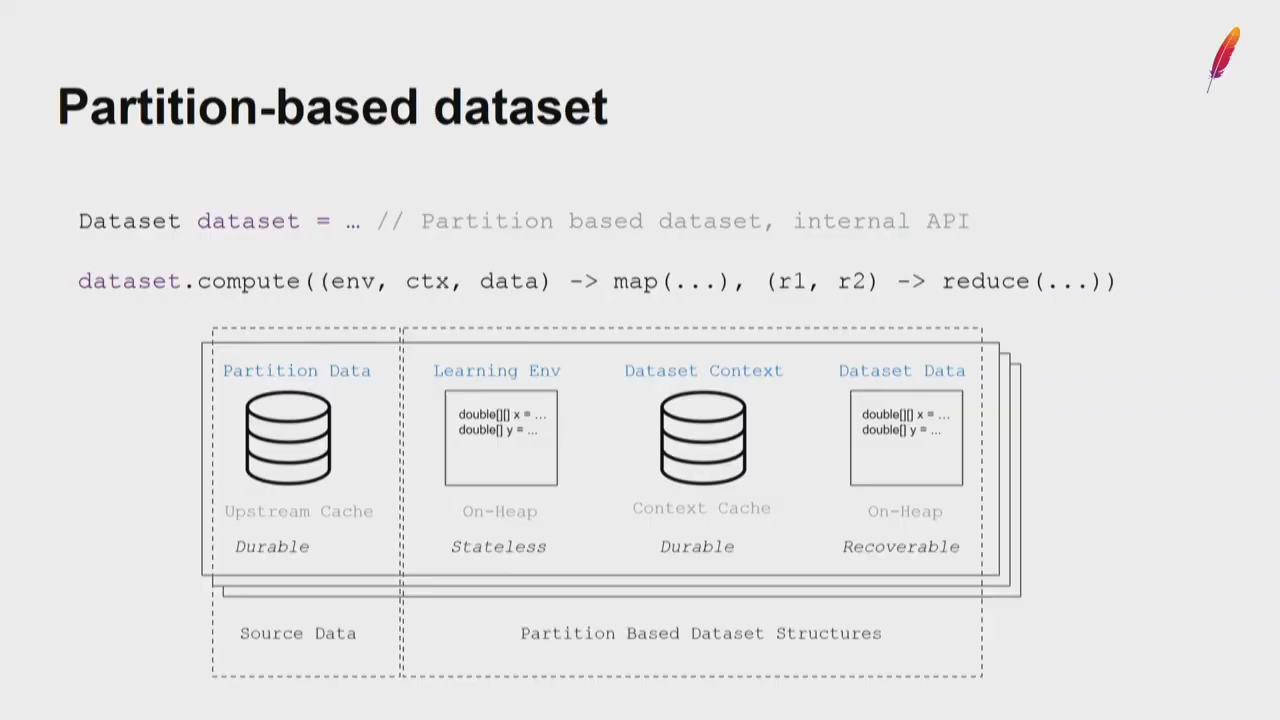 Partition-based dataset
Dataset dataset = … // Partition based dataset, internal API
dataset.compute((env, ctx, data) -> map(...), (r1, r2) -> reduce(...))
Partition Data
Learning Env
Dataset Context
Dataset Data
double[][] x = …
double[] y = …
double[][] x = …
double[] y = …
Upstream Cache
On-Heap
Context Cache
On-Heap
Durable
Stateless
Durable
Recoverable
Source Data
Partition Based Dataset Structures